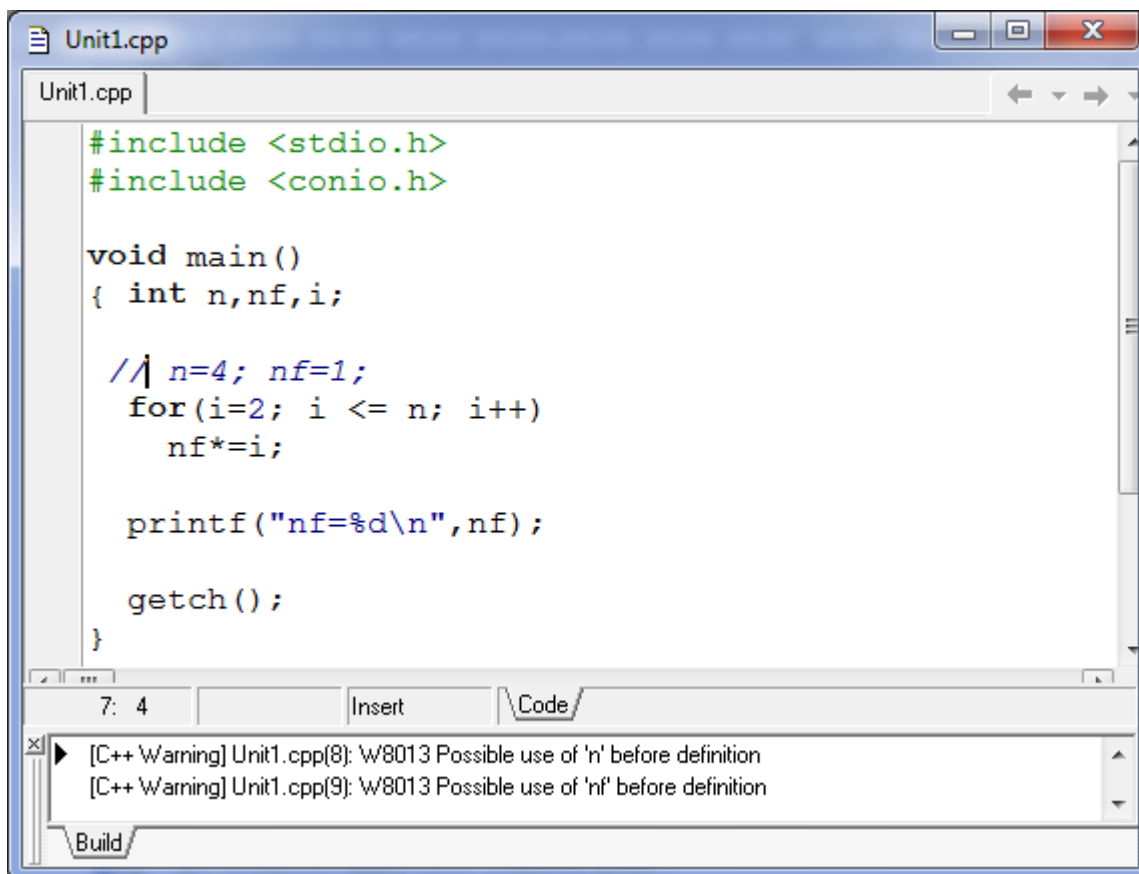 Unit1.cpp
Unit1.cpp
#include <stdio.h>
#include <conio.h>
void main()
{ int n,nf,i;
// n=4; nf=1;
for(i=2; i <= n; i++)
nf*=i;
printf("nf=%d\n",nf);
getch();
}
7: 4 Insert Code
[C++ Warning] Unit1.cpp(8): W8013 Possible use of 'n' before definition
[C++ Warning] Unit1.cpp(9): W8013 Possible use of 'nf' before definition
Build